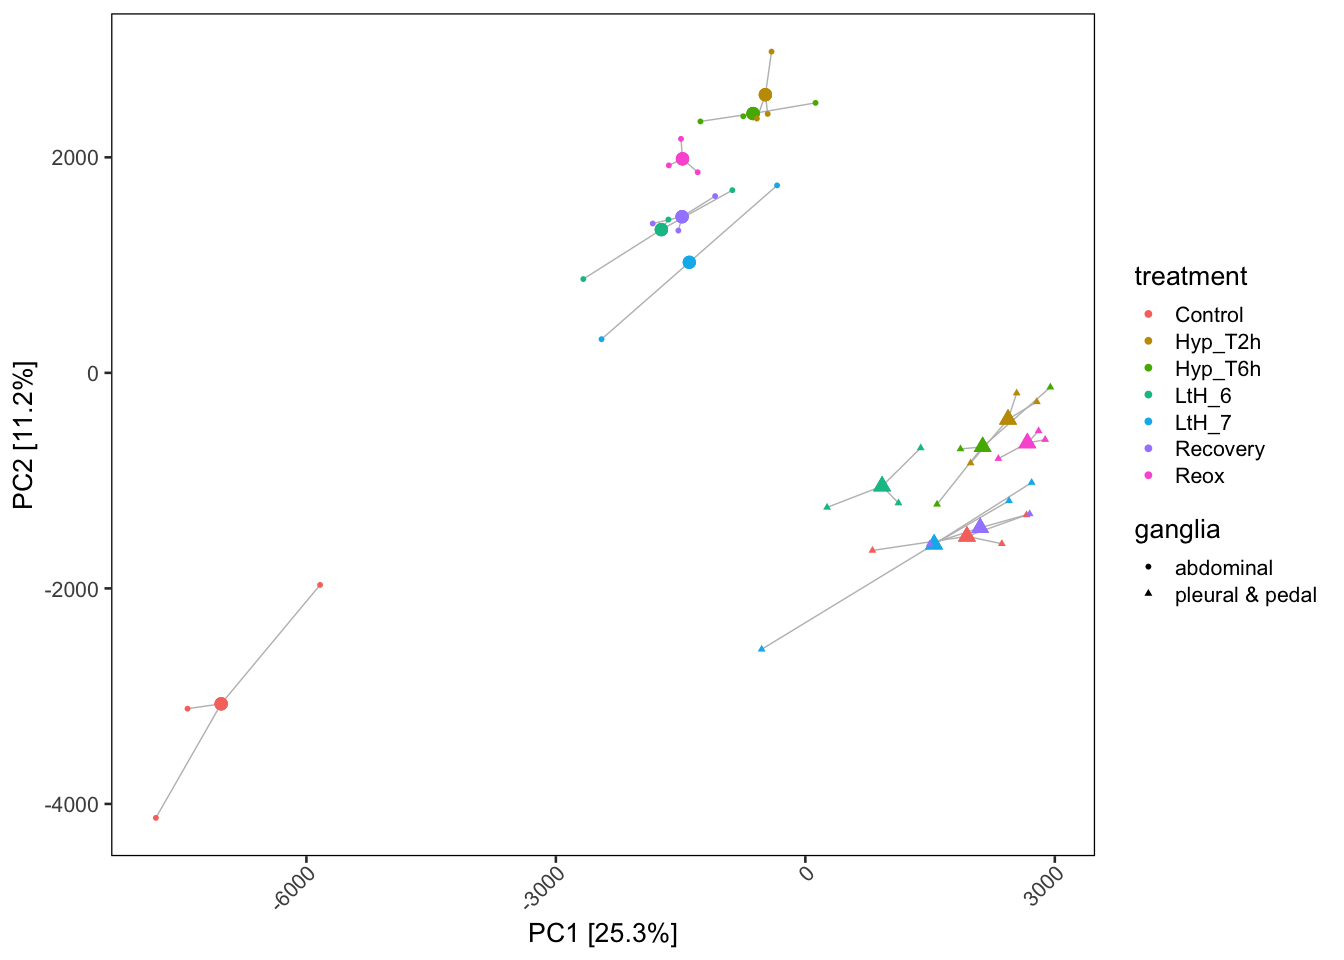 2000
0
-2000
-4000
PC2 [11.2%]
-6000
-3000
0
3000
PC1 [25.3%]
treatment
Control
Hyp_T2h
Hyp_T6h
LtH_6
LtH_7
Recovery
Reox
ganglia
abdominal
pleural & pedal